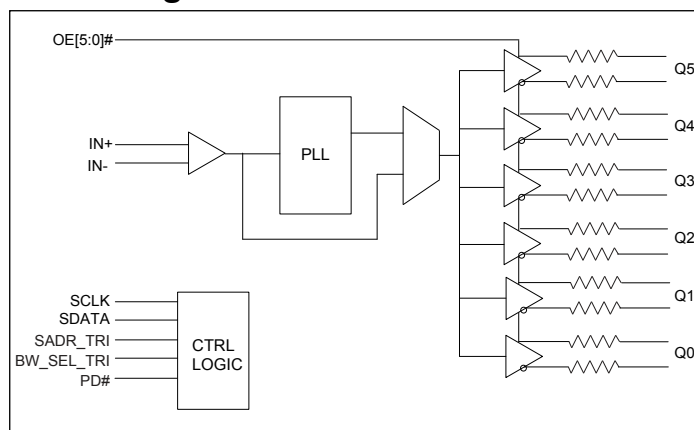 OE[5:0]#
Q5
Q4
IN+
IN-
PLL
Q3
Q2
SCLK
SDATA
SADR_TRI
BW_SEL_TRI
PD#
CTRL
LOGIC
Q1
Q0